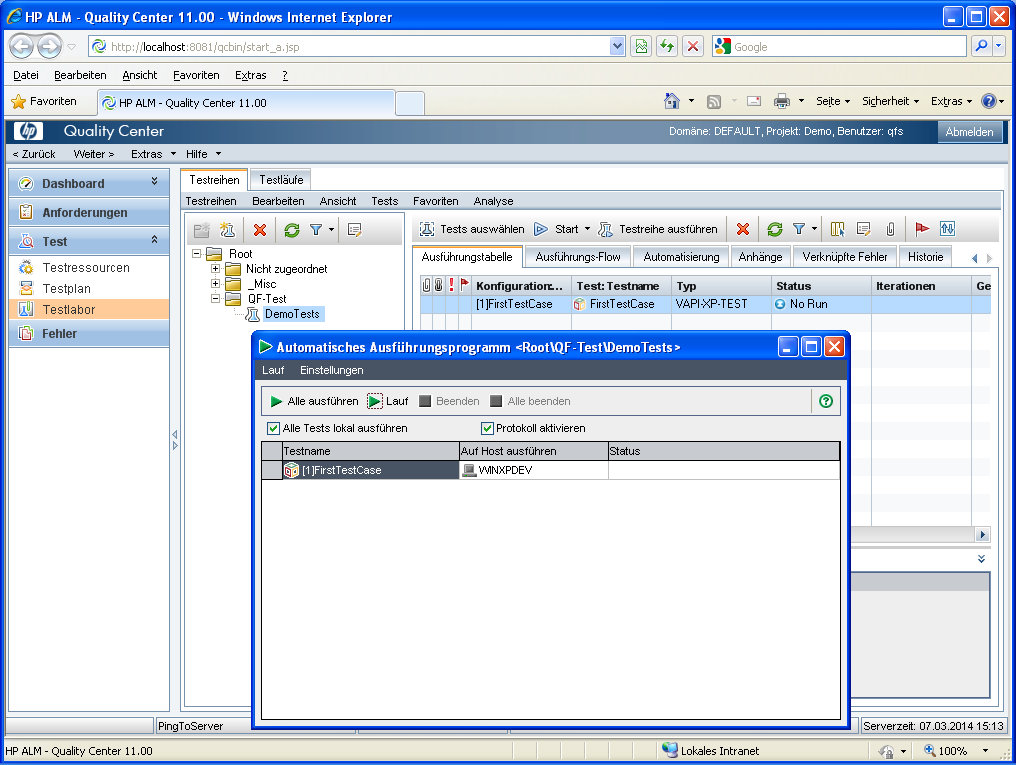 HP ALM - Quality Center 11.00 - Windows Internet Explorer
http://localhost:8081/qcbin/start_a.jsp
Google
Datei Bearbeiten Ansicht Favoriten Extras ?
Favoriten
HP ALM - Quality Center 11.00
Seite Sicherheit Extras
hp Quality Center
Domäne: DEFAULT, Projekt: Demo, Benutzer: qfs
Abmelden
< Zurück Weiter > Extras Hilfe
Dashboard
Anforderungen
Test
Testressourcen
Testplan
Testlabor
Fehler
Testreihen Testläufe
Testreihen Bearbeiten Ansicht Tests Favoriten Analyse
Root
Nicht zugeordnet
_Misc
QF-Test
DemoTests
Tests auswählen Start Testreihe ausführen
Ausführungstabelle Ausführungs-Flow Automatisierung Anhänge Verknüpfte Fehler Historie
Konfiguration:... Test: Testname Typ Status Iterationen Ge
[1]FirstTestCase FirstTestCase VAPI-XP-TEST No Run
Automatisches Ausführungsprogramm <Root\QF-Test\DemoTests>
Lauf Einstellungen
Alle ausführen Lauf Beenden Alle beenden
Alle Tests lokal ausführen Protokoll aktivieren
Testname Auf Host ausführen Status
[1]FirstTestCase WINXPDEV
PingToServer
Serverzeit: 07.03.2014 15:13
HP ALM - Quality Center 11.00
Lokales Intranet
100%